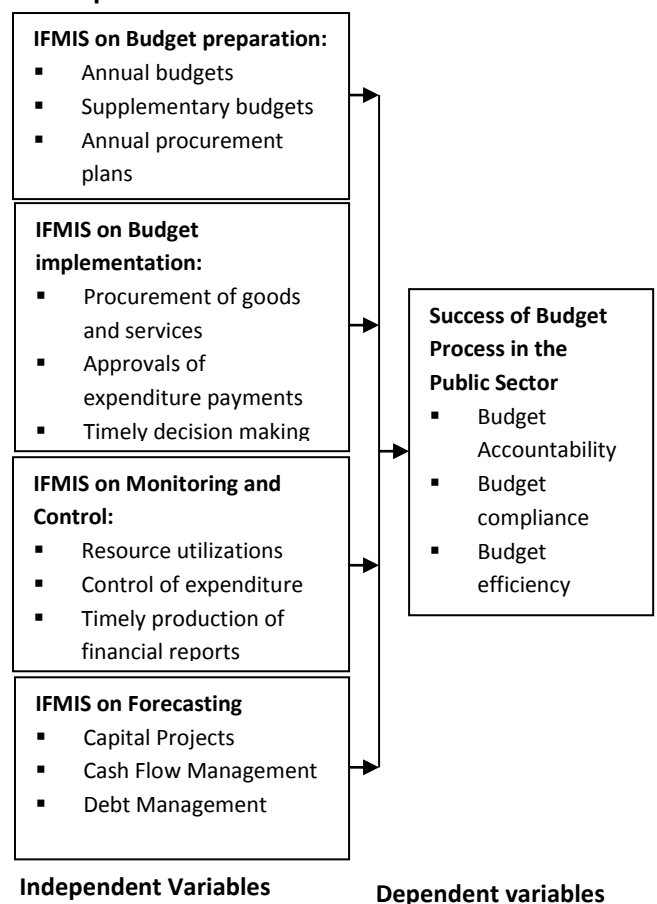 IFMIS on Budget preparation:
▪ Annual budgets
▪ Supplementary budgets
▪ Annual procurement
plans
IFMIS on Budget
implementation:
▪ Procurement of goods
and services
▪ Approvals of
expenditure payments
▪ Timely decision making
IFMIS on Monitoring and
Control:
▪ Resource utilizations
▪ Control of expenditure
▪ Timely production of
financial reports
IFMIS on Forecasting
▪ Capital Projects
▪ Cash Flow Management
▪ Debt Management
Independent Variables
Success of Budget
Process in the
Public Sector
▪ Budget
Accountability
▪ Budget
compliance
▪ Budget
efficiency
Dependent variables